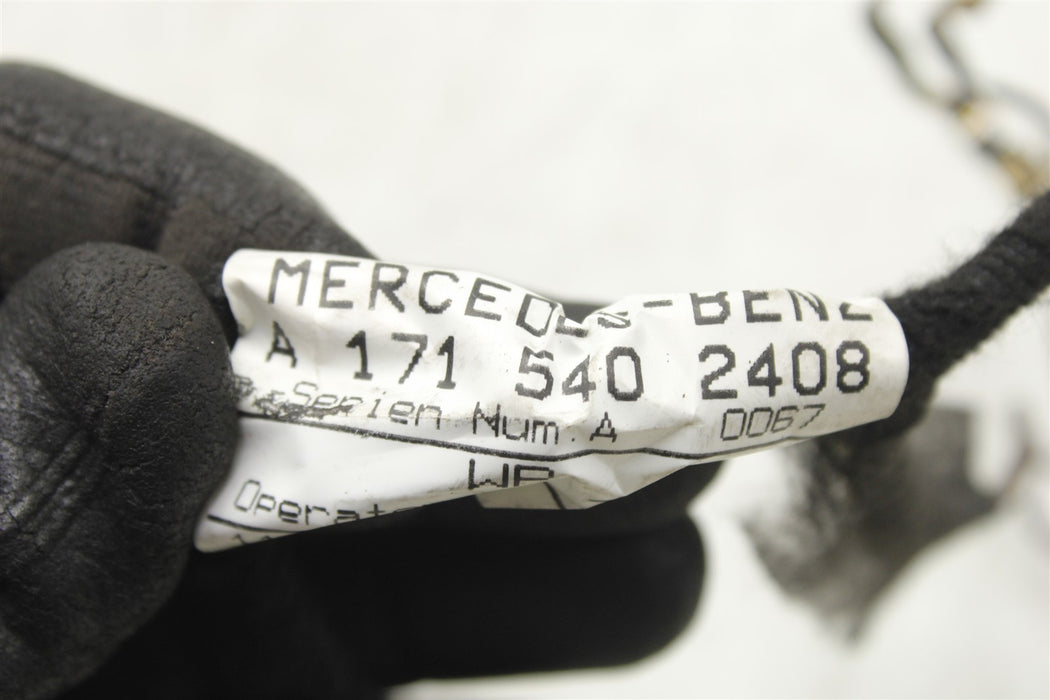 MERCEDES-BENZ
A 171 540 2408
Serien Num. A 0067
WP